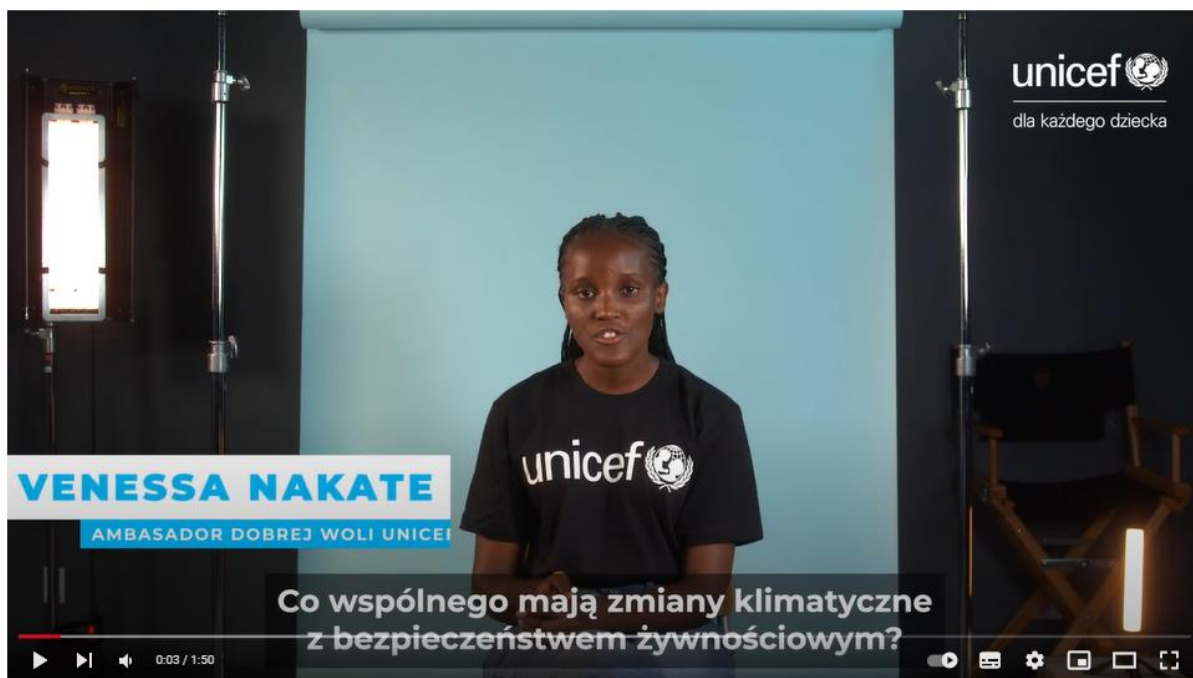 unicef
dla każdego dziecka
unicef
VENESSA NAKATE
AMBASADOR DOBREJ WOLI UNICEF
Co wspólnego mają zmiany klimatyczne
z bezpieczeństwem żywnościowym?
0:03 / 1:50